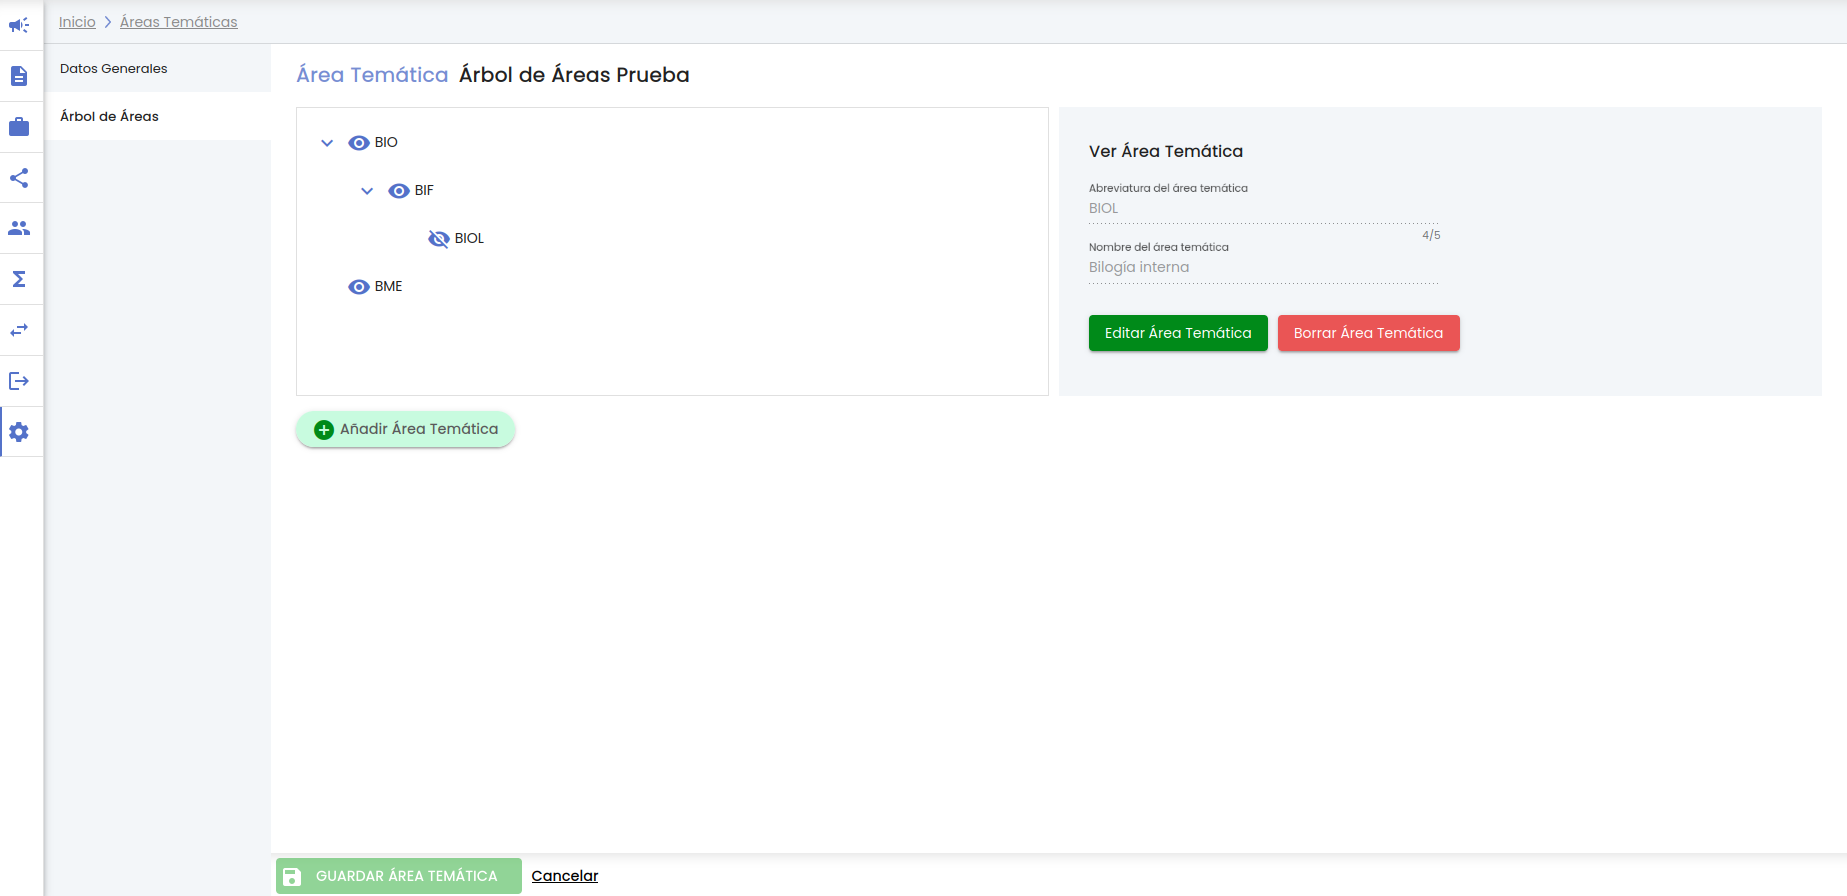 Inicio > Áreas Temáticas
Datos Generales
Árbol de Áreas
Área Temática Árbol de Áreas Prueba
BIO
BIF
BIOL
BME
Ver Área Temática
Abreviatura del área temática
BIOL
4/5
Nombre del área temática
Bilogía interna
Editar Área Temática
Borrar Área Temática
Añadir Área Temática
GUARDAR ÁREA TEMÁTICA
Cancelar